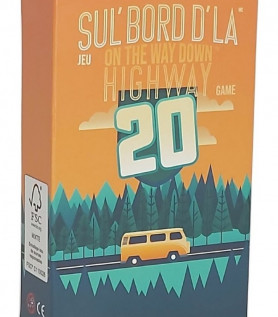 SUL' BORD D'LA
JEU
ON THE WAY DOWN
HIGHWAY
GAME
20
FSC